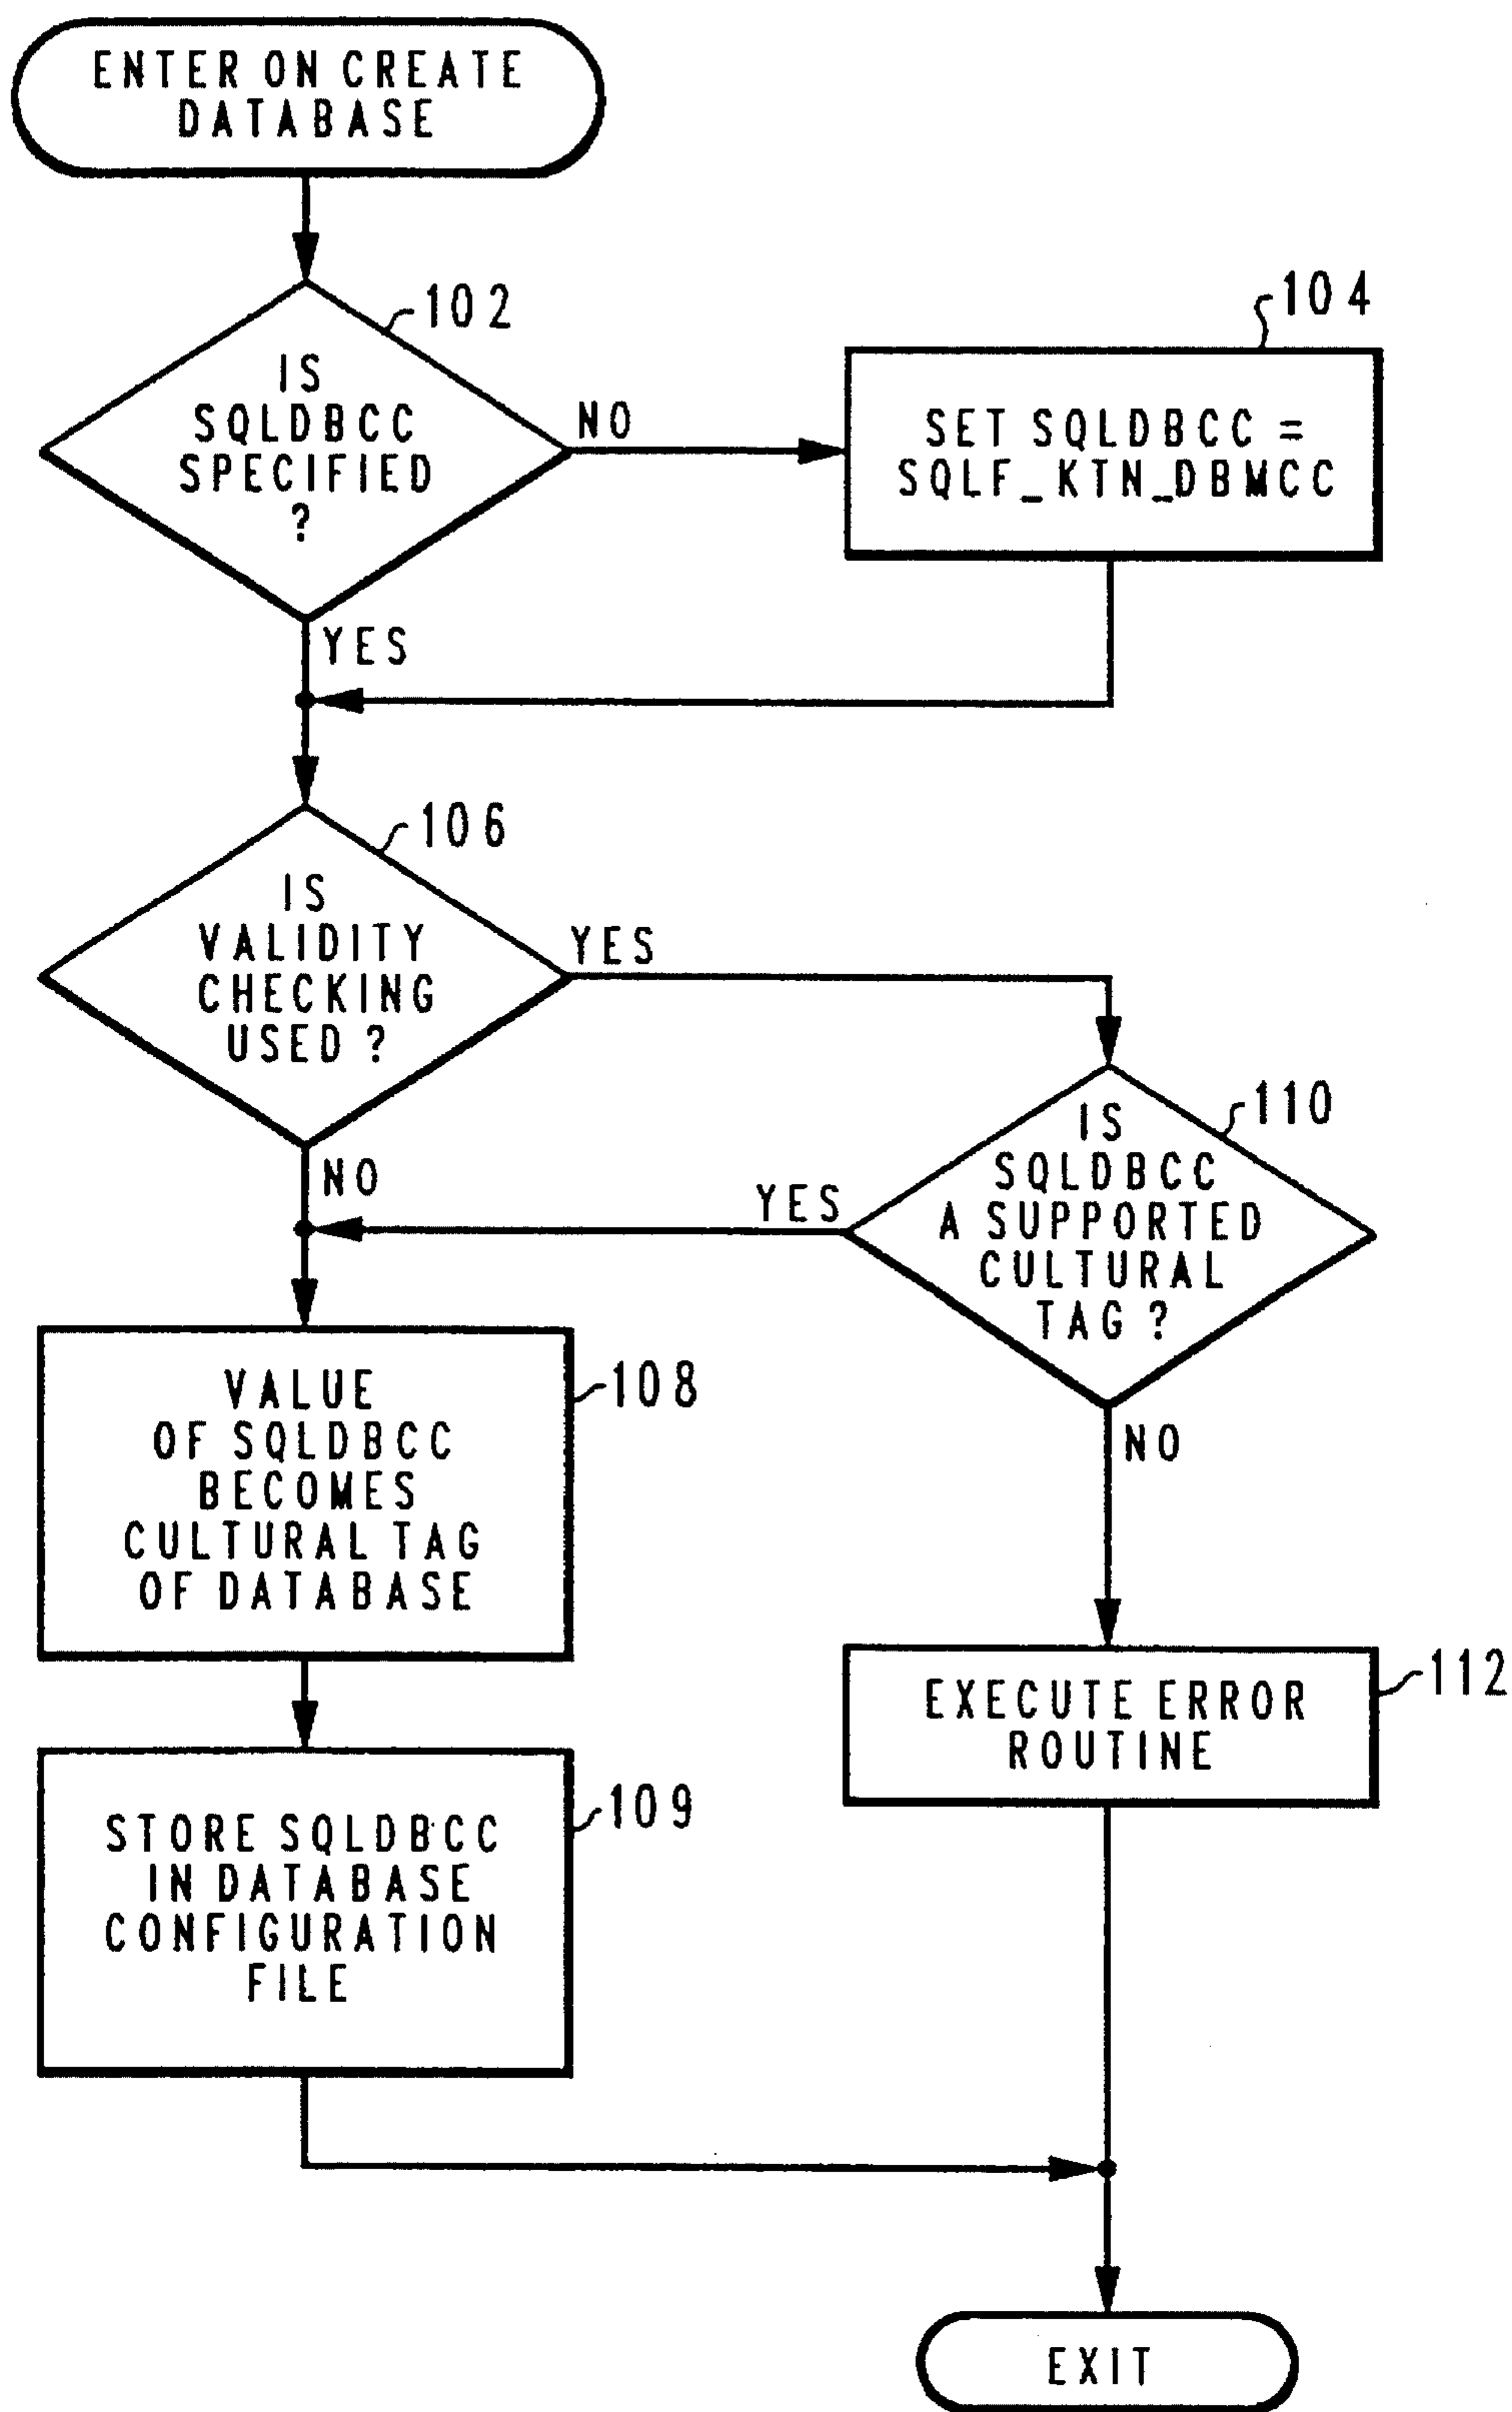 ENTER ON CREATE
DATABASE
102
IS
SQLDBCC
SPECIFIED
?
NO
104
SET SQLDBCC =
SQLF_KTN_DBMCC
YES
106
IS
VALIDITY
CHECKING
USED ?
YES
110
IS
SQLDBCC
A SUPPORTED
CULTURAL
TAG ?
YES
NO
NO
108
VALUE
OF SQLDBCC
BECOMES
CULTURAL TAG
OF DATABASE
112
EXECUTE ERROR
ROUTINE
109
STORE SQLDBCC
IN DATABASE
CONFIGURATION
FILE
EXIT